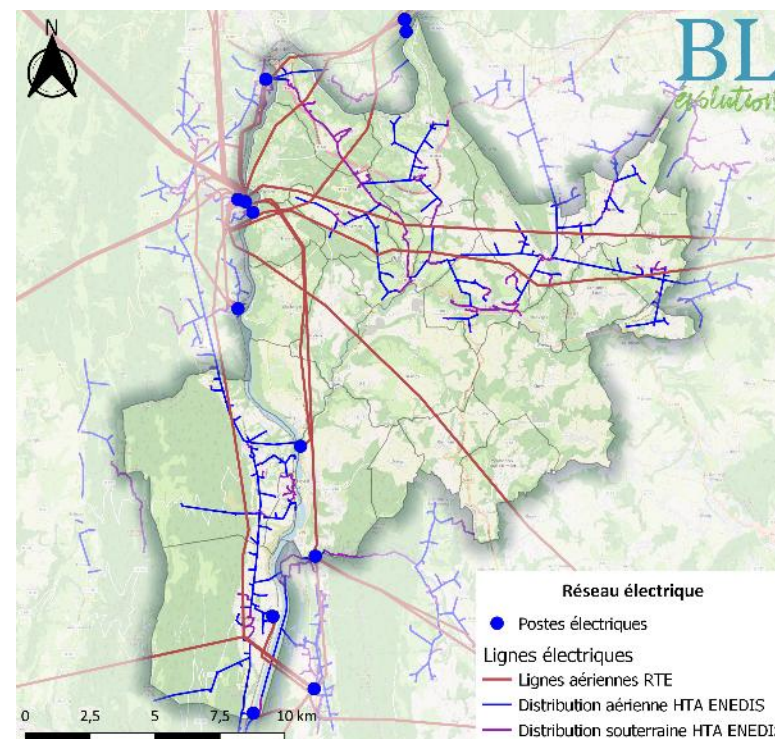 N
BL
évolution
Réseau électrique
Postes électriques
Lignes électriques
Lignes aériennes RTE
Distribution aérienne HTA ENEDIS
Distribution souterraine HTA ENEDIS
0 2,5 5 7,5 10 km